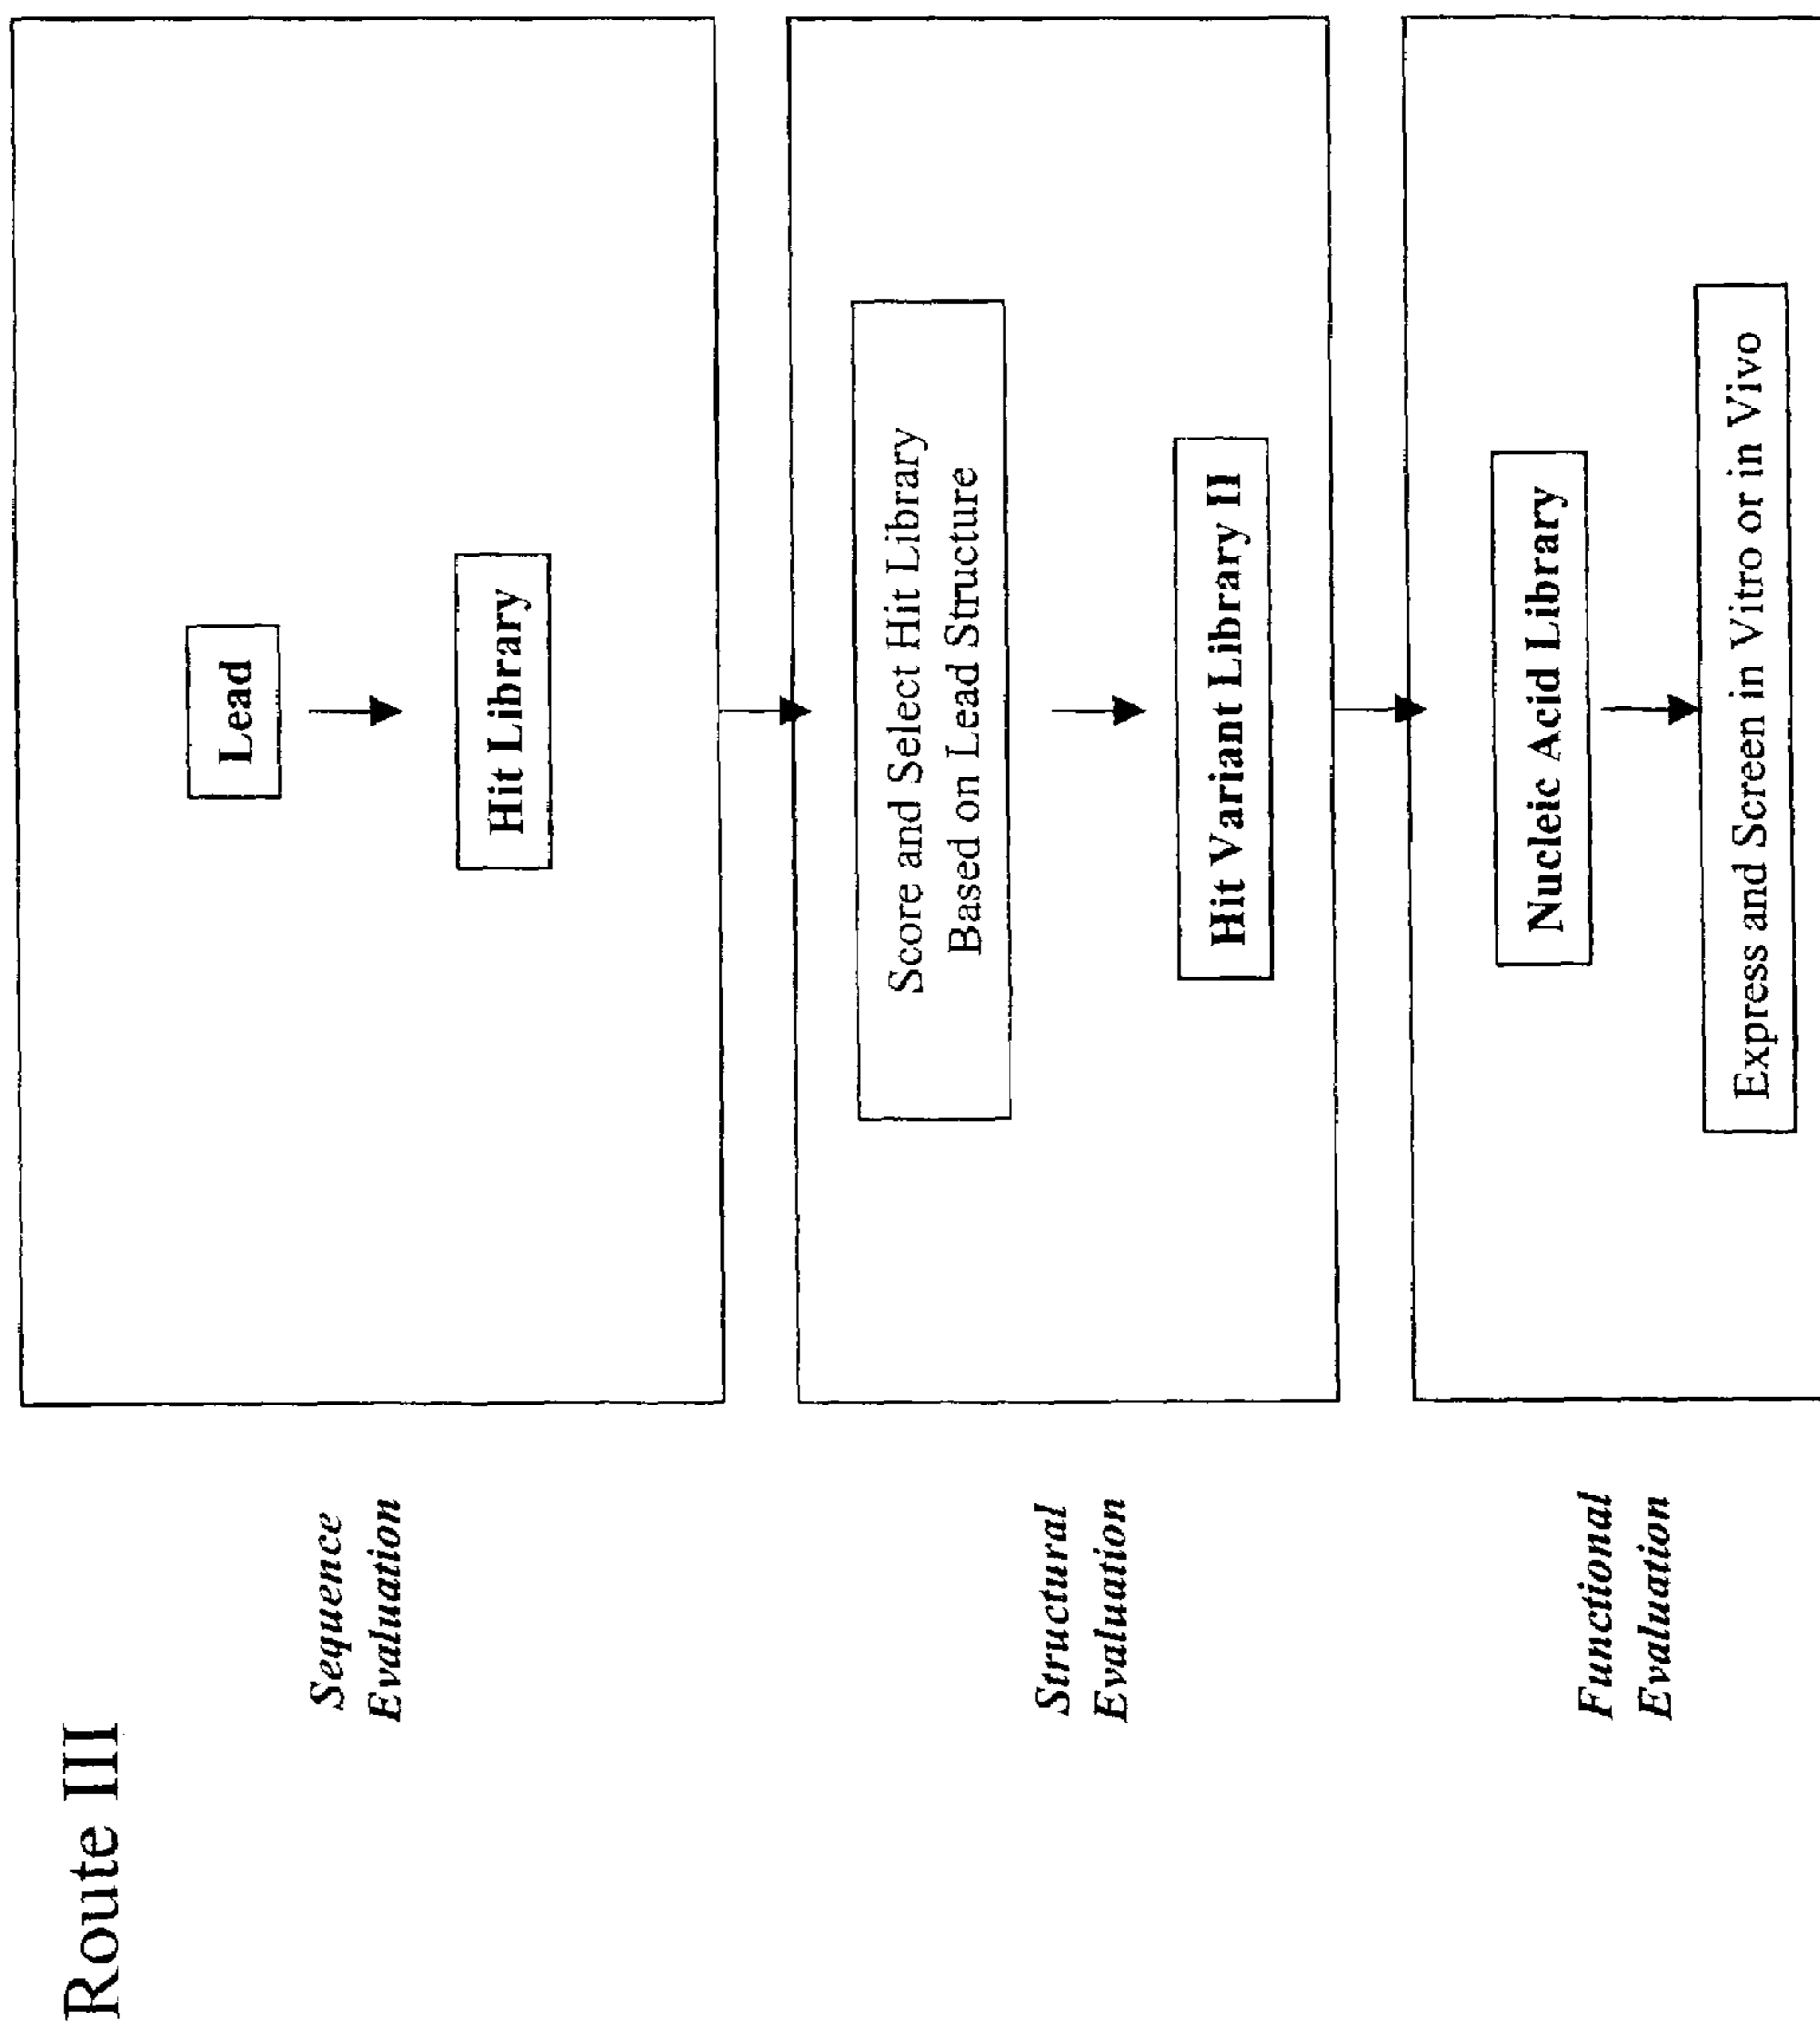 Route III
Sequence
Evaluation
Lead
Hit Library
Structural
Evaluation
Score and Select Hit Library
Based on Lead Structure
Hit Variant Library II
Functional
Evaluation
Nucleic Acid Library
Express and Screen in Vitro or in Vivo